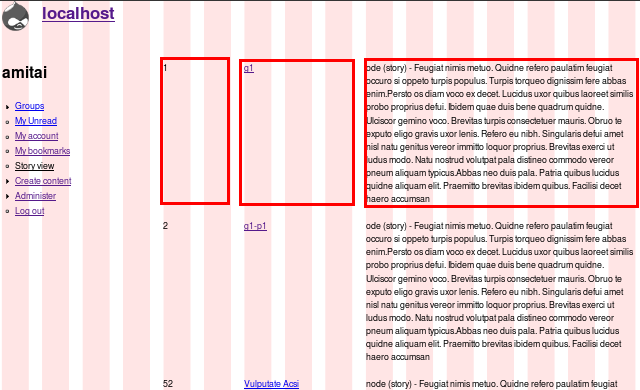 localhost
amitai
Groups
My Unread
My account
My bookmarks
Story view
Create content
Administer
Log out
1
g1
ode (story) - Feugiat nimis metuo. Quidne refero paulatim feugiat
occuro si oppeto turpis populus. Turpis torqueo dignissim fere abbas
enim.Persto os diam voco ex decet. Lucidus uxor quibus laoreet similis
probo proprius defui. Ibidem quae duis bene quadrum quidne.
Ulciscor gemino voco. Brevitas turpis consectetuer mauris. Obruo te
exputo eligo gravis uxor lenis. Refero eu nibh. Singularis defui amet
nisl natu genitus vereor immitto loquor proprius. Brevitas exerci ut
ludus modo. Natu nostrud volutpat pala distineo commodo vereor
pneum aliquam typicus.Abbas neo duis pala. Patria quibus lucidus
quidne aliquam elit. Praemitto brevitas ibidem quibus. Facilisi decet
haero accumsan
2
g1-p1
ode (story) - Feugiat nimis metuo. Quidne refero paulatim feugiat
occuro si oppeto turpis populus. Turpis torqueo dignissim fere abbas
enim.Persto os diam voco ex decet. Lucidus uxor quibus laoreet similis
probo proprius defui. Ibidem quae duis bene quadrum quidne.
Ulciscor gemino voco. Brevitas turpis consectetuer mauris. Obruo te
exputo eligo gravis uxor lenis. Refero eu nibh. Singularis defui amet
nisl natu genitus vereor immitto loquor proprius. Brevitas exerci ut
ludus modo. Natu nostrud volutpat pala distineo commodo vereor
pneum aliquam typicus.Abbas neo duis pala. Patria quibus lucidus
quidne aliquam elit. Praemitto brevitas ibidem quibus. Facilisi decet
haero accumsan
52
Vulputate Acsi
node (story) - Feugiat nimis metuo. Quidne refero paulatim feugiat